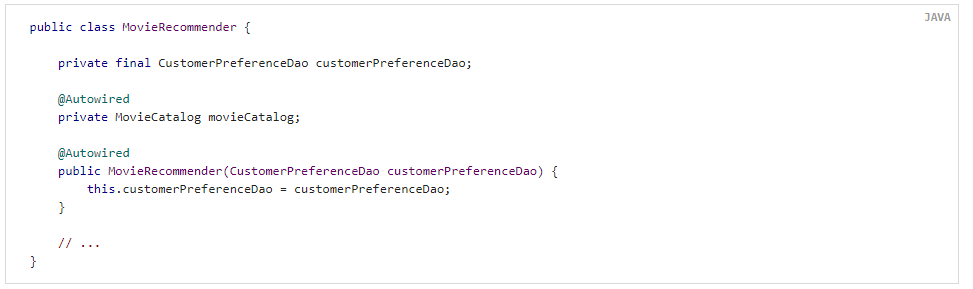 JAVA
public class MovieRecommender {
private final CustomerPreferenceDao customerPreferenceDao;
@Autowired
private MovieCatalog movieCatalog;
@Autowired
public MovieRecommender(CustomerPreferenceDao customerPreferenceDao) {
this.customerPreferenceDao = customerPreferenceDao;
}
// ...
}